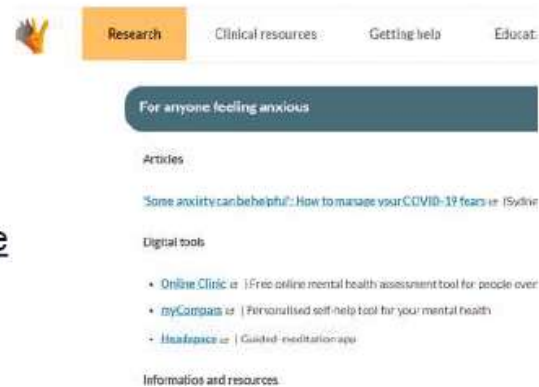 Research Clinical resources Getting help Educat
For anyone feeling anxious
Articles
'Some anxiety can be helpful': How to manage your COVID-19 fears | (Sydne
e
Digital tools
• Online Clinic | Free online mental health assessment tool for people over
• myCompass | Personalised self-help tool for your mental health
• Headspace | Guided-meditation app
Information and resources